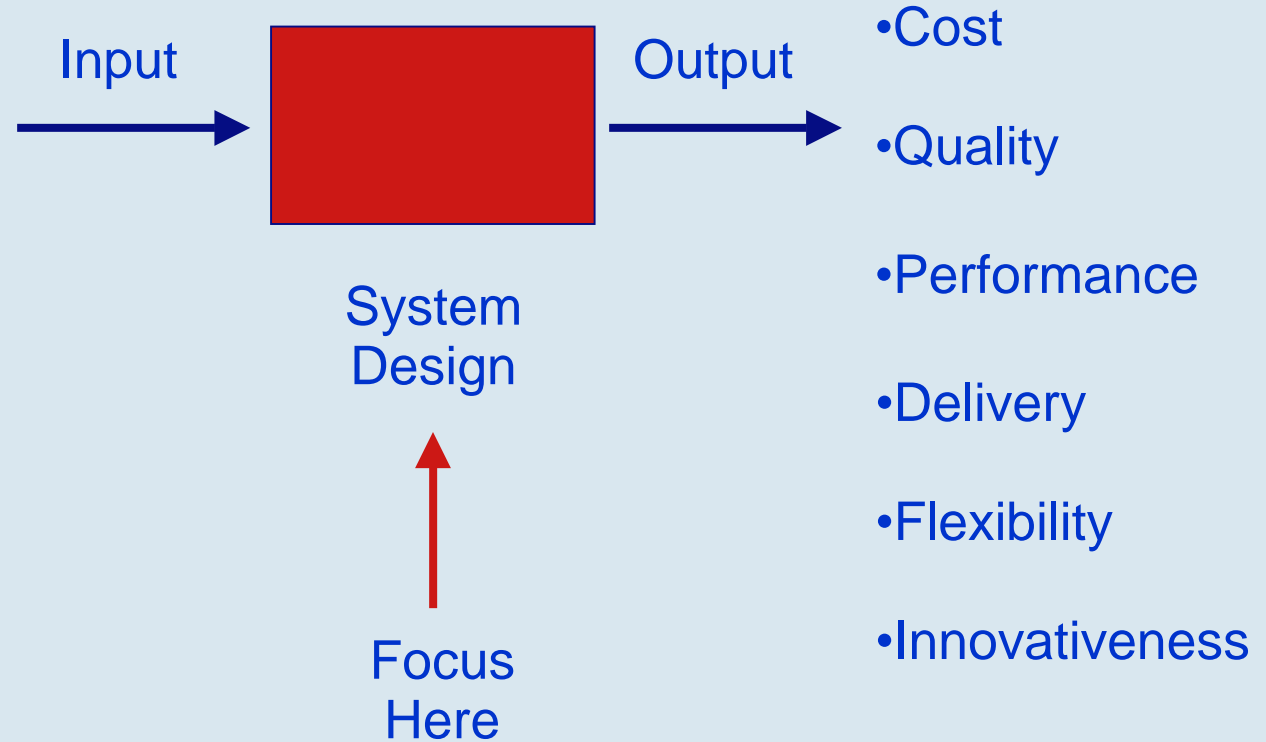 Input
Output
System
Design
Focus
Here
•Cost
•Quality
•Performance
•Delivery
•Flexibility
•Innovativeness